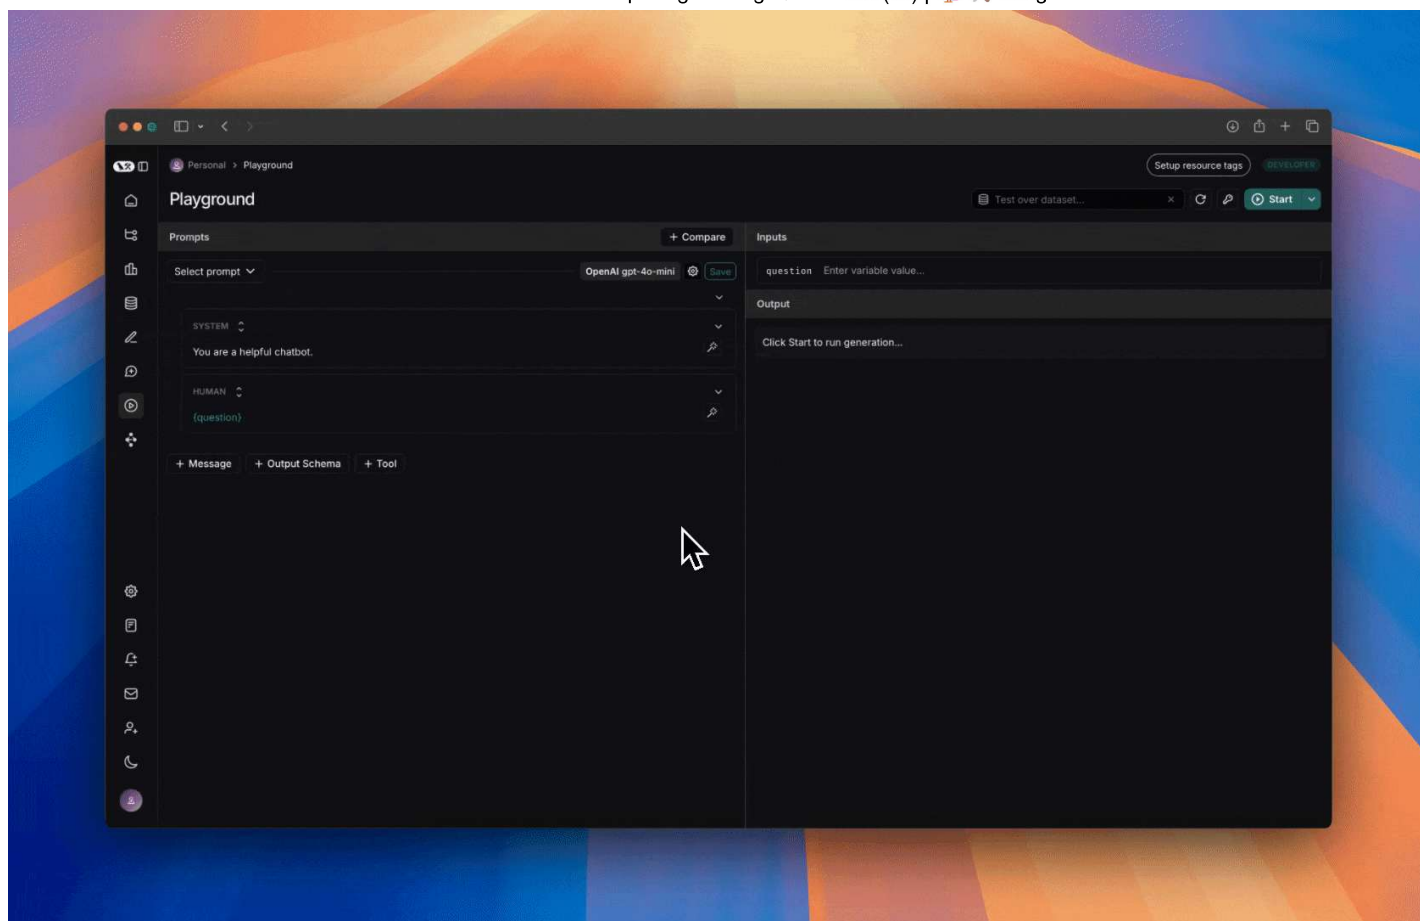 Personal > Playground
Setup resource tags
DEVELOPER
Playground
Test over dataset...
Start
Prompts
+ Compare
Inputs
Select prompt
OpenAI gpt-4o-mini
Save
question Enter variable value...
Output
SYSTEM
You are a helpful chatbot.
Click Start to run generation...
HUMAN
{question}
+ Message + Output Schema + Tool